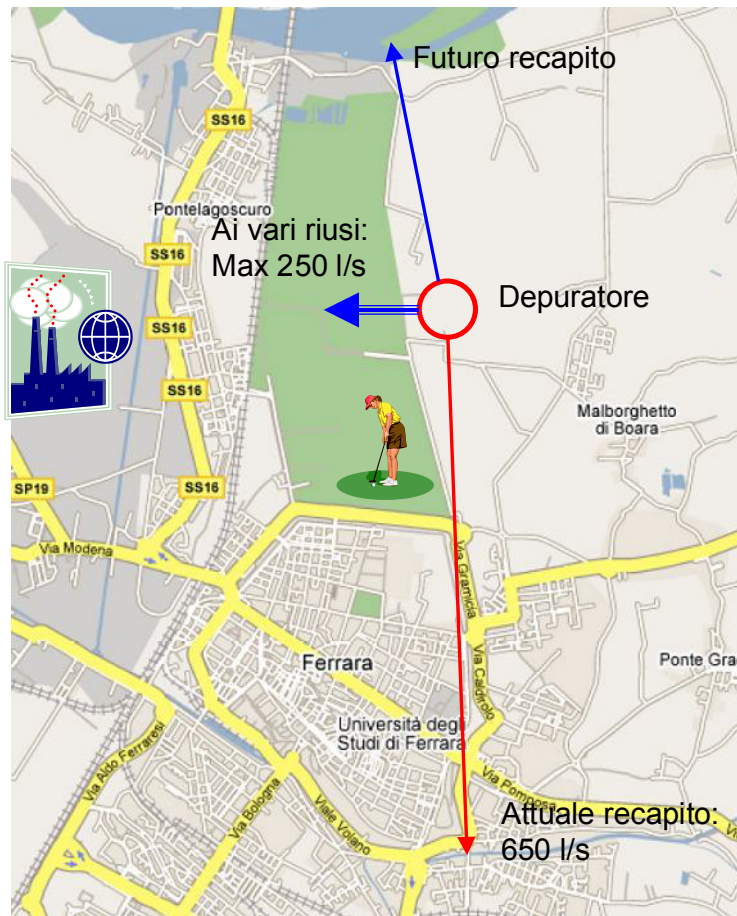 Futuro recapito
SS16
Pontelagoscuro
Ai vari riusi:
Max 250 l/s
SS16
Depuratore
SS16
SS16
Malborghetto
di Boara
SP19
SS16
Via Modena
Via Gramicia
Ferrara
Via Caldirolo
Ponte Gra
Università degli
Studi di Ferrara
Via Aldo Ferraresi
Via Bologna
Viale Volano
Via Pomposa
Attuale recapito:
650 l/s